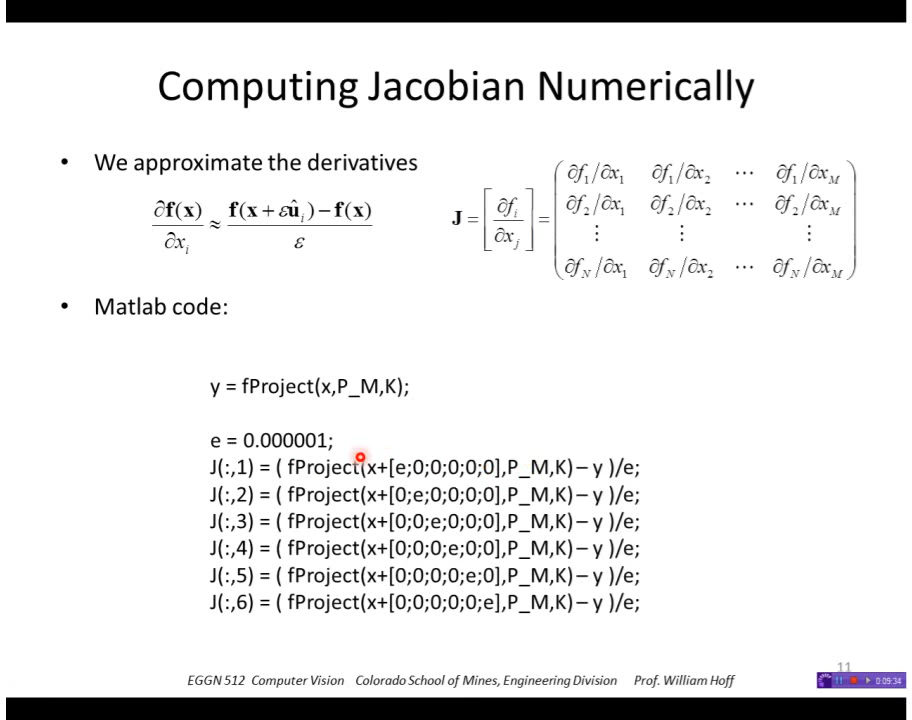 Computing Jacobian Numerically
• We approximate the derivatives
∂f(x)/∂x_i ≈ (f(x + εû_i) − f(x))/ε
J = [∂f_i/∂x_j] = ( ∂f_1/∂x_1 ∂f_1/∂x_2 ⋯ ∂f_1/∂x_M
∂f_2/∂x_1 ∂f_2/∂x_2 ⋯ ∂f_2/∂x_M
⋮ ⋮ ⋮
∂f_N/∂x_1 ∂f_N/∂x_2 ⋯ ∂f_N/∂x_M )
• Matlab code:
y = fProject(x,P_M,K);
e = 0.000001;
J(:,1) = ( fProject(x+[e;0;0;0;0;0],P_M,K) – y )/e;
J(:,2) = ( fProject(x+[0;e;0;0;0;0],P_M,K) – y )/e;
J(:,3) = ( fProject(x+[0;0;e;0;0;0],P_M,K) – y )/e;
J(:,4) = ( fProject(x+[0;0;0;e;0;0],P_M,K) – y )/e;
J(:,5) = ( fProject(x+[0;0;0;0;e;0],P_M,K) – y )/e;
J(:,6) = ( fProject(x+[0;0;0;0;0;e],P_M,K) – y )/e;
11
EGGN 512 Computer Vision Colorado School of Mines, Engineering Division Prof. William Hoff
0:09:34